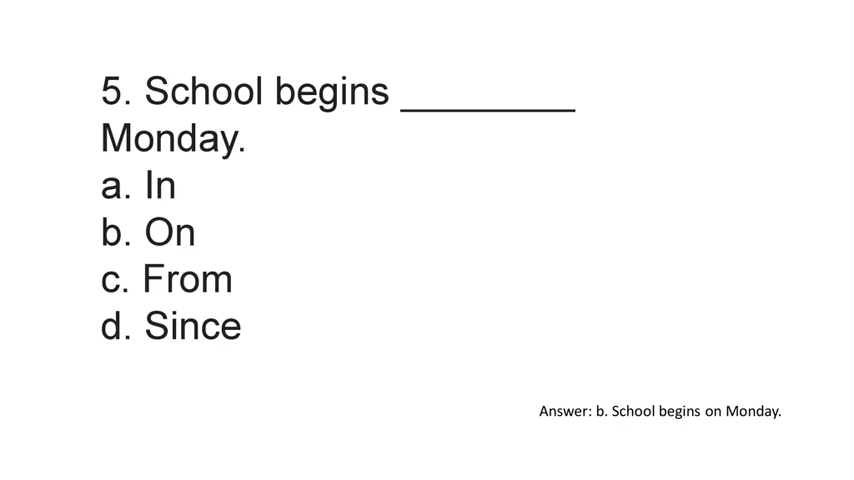 5. School begins ________
Monday.
a. In
b. On
c. From
d. Since
Answer: b. School begins on Monday.